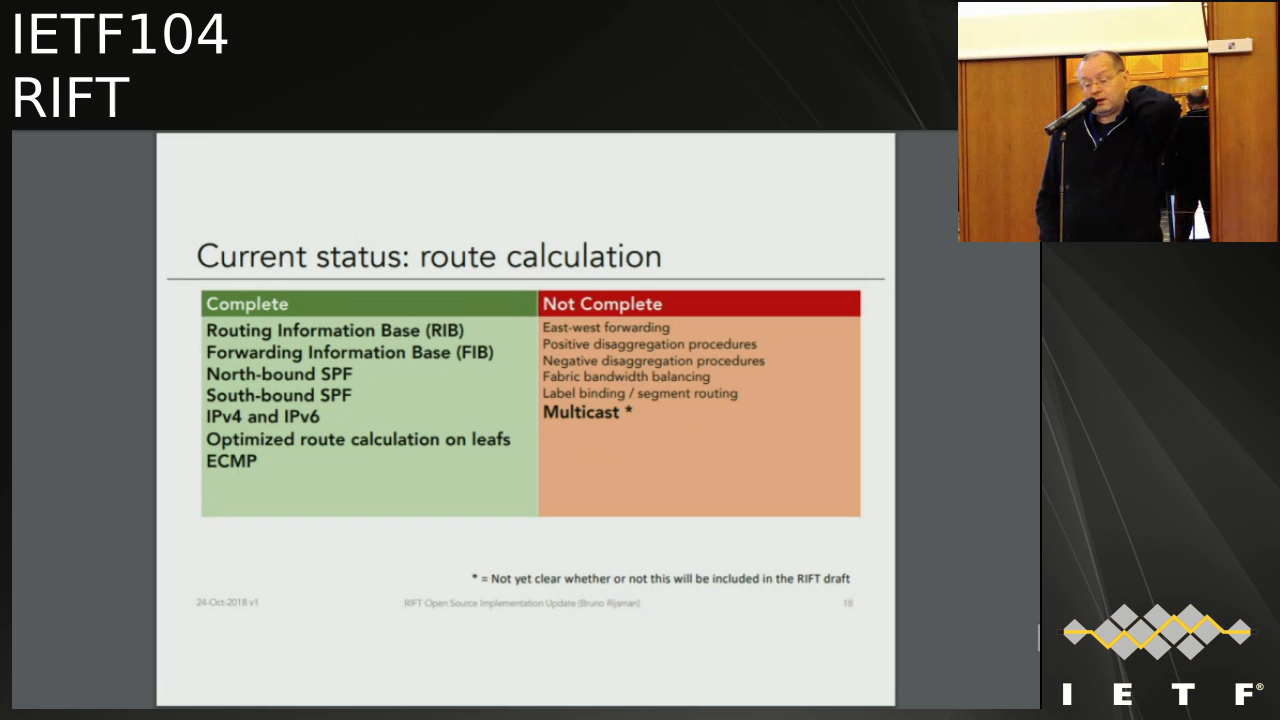 IETF104
RIFT
Current status: route calculation
Complete
Not Complete
Routing Information Base (RIB)
Forwarding Information Base (FIB)
North-bound SPF
South-bound SPF
IPv4 and IPv6
Optimized route calculation on leafs
ECMP
East-west forwarding
Positive disaggregation procedures
Negative disaggregation procedures
Fabric bandwidth balancing
Label binding / segment routing
Multicast *
* = Not yet clear whether or not this will be included in the RIFT draft
24-Oct-2018 v1
RIFT Open Source Implementation Update (Bruno Rijsman)
18
I E T F®